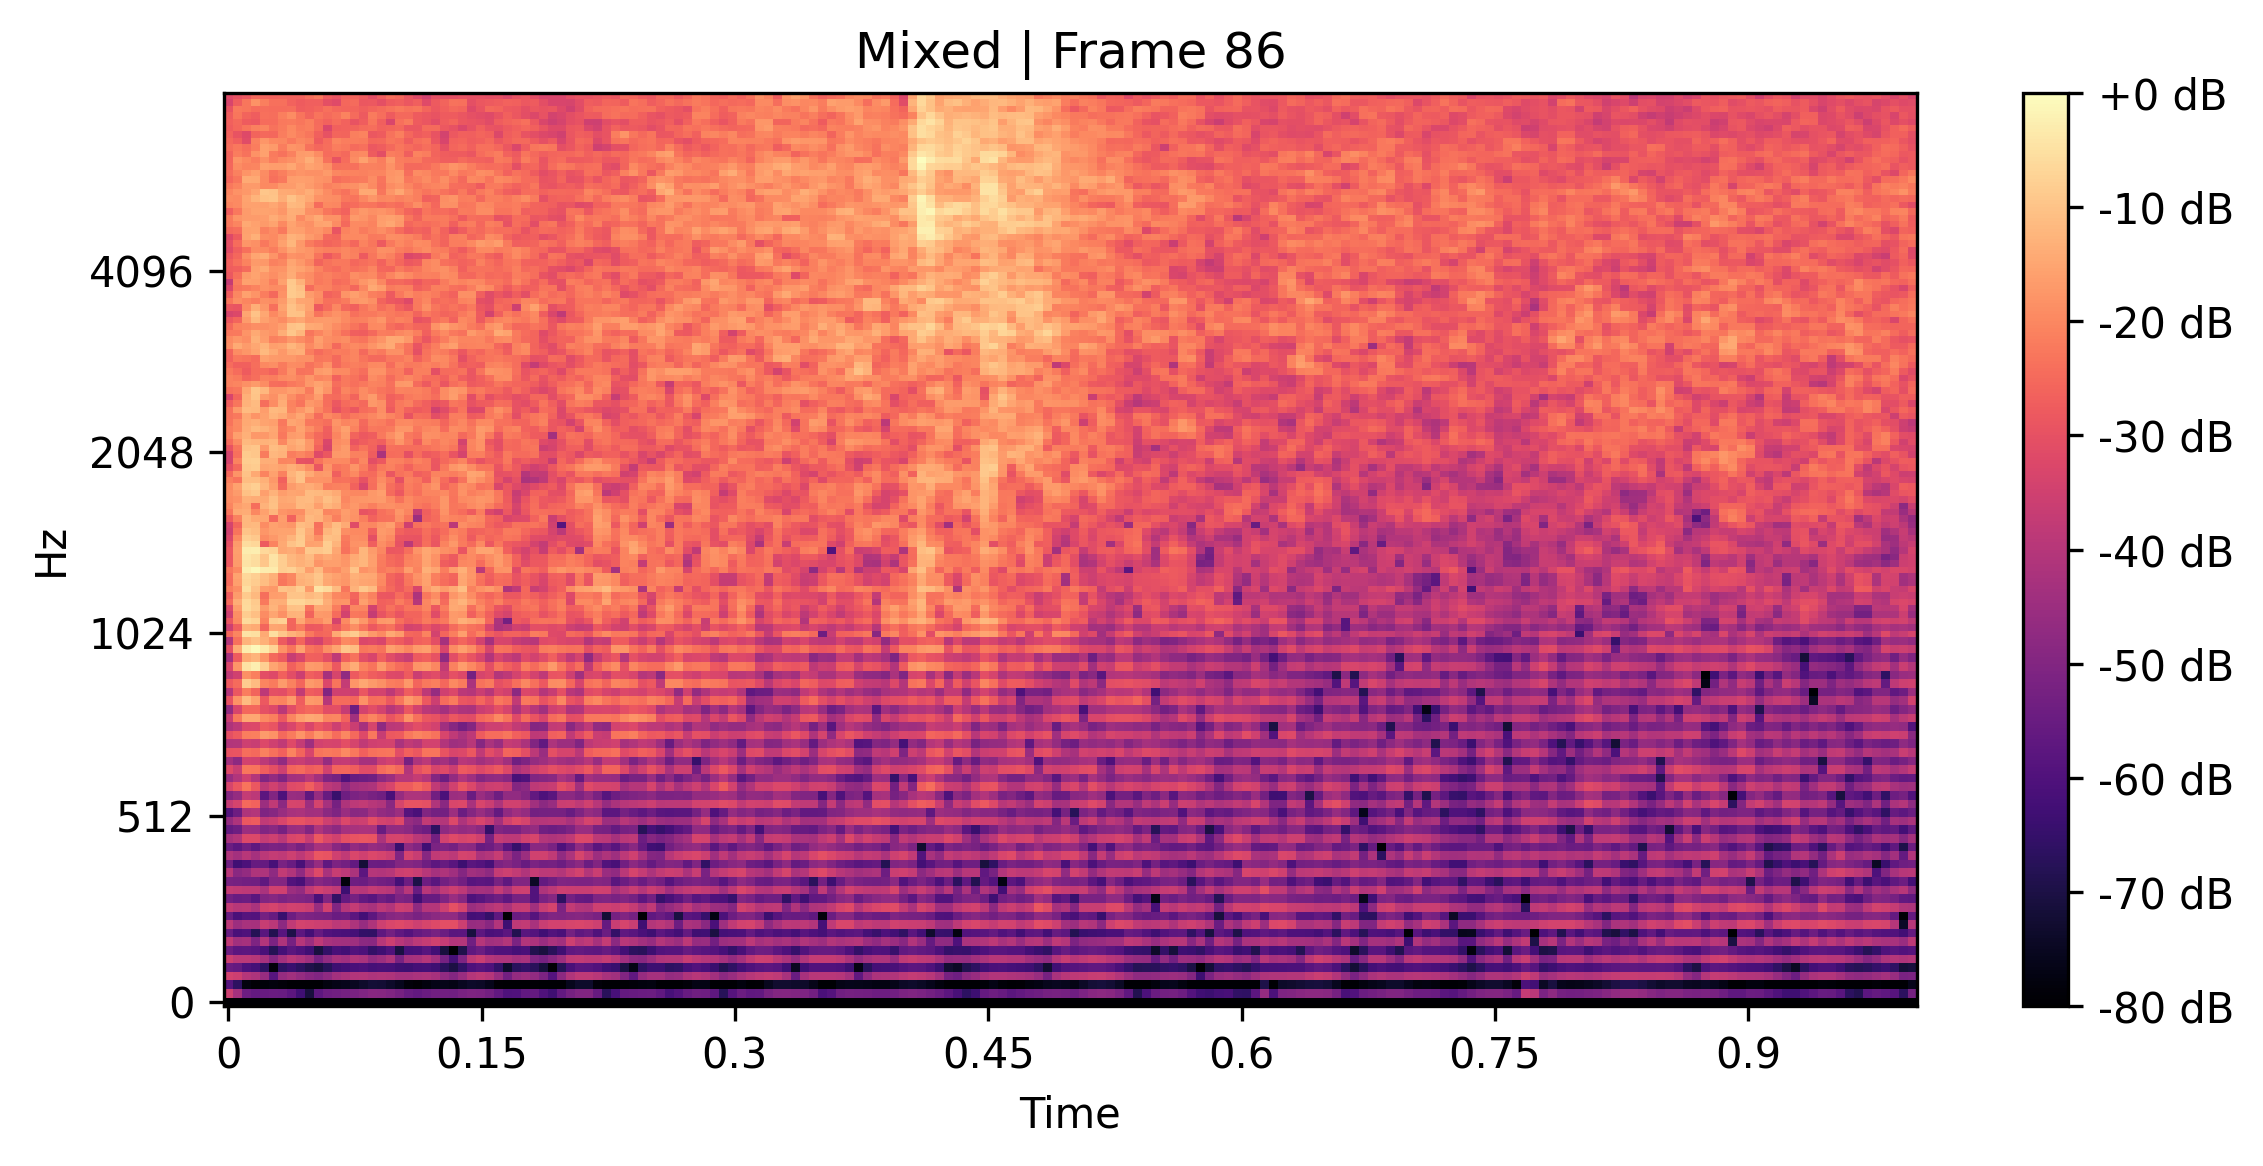 Mixed | Frame 86
Hz
4096
2048
1024
512
0
0 0.15 0.3 0.45 0.6 0.75 0.9
Time
+0 dB
-10 dB
-20 dB
-30 dB
-40 dB
-50 dB
-60 dB
-70 dB
-80 dB